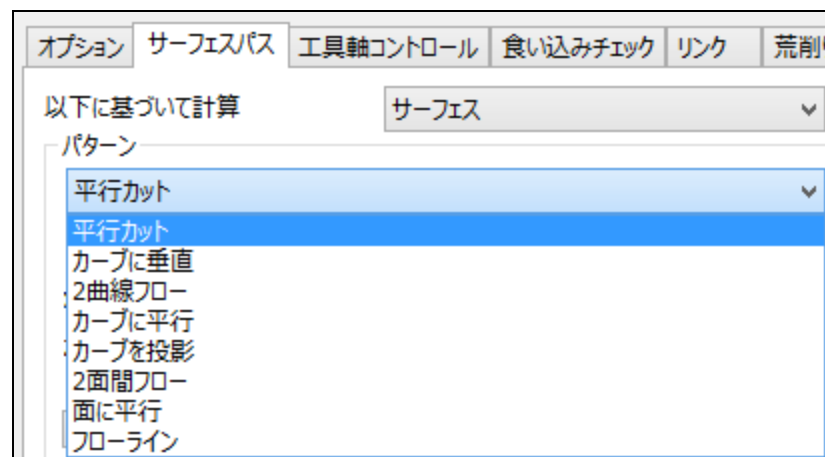 オプション サーフェスパス 工具軸コントロール 食い込みチェック リンク 荒削り
以下に基づいて計算 サーフェス
パターン
平行カット
平行カット
カーブに垂直
2曲線フロー
カーブに平行
カーブを投影
2面間フロー
面に平行
フローライン